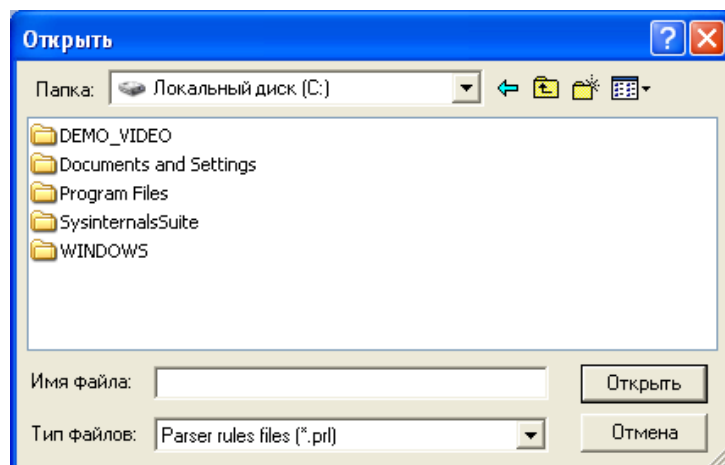 Открыть
Папка: Локальный диск (C:)
DEMO_VIDEO
Documents and Settings
Program Files
SysinternalsSuite
WINDOWS
Имя файла: Открыть
Тип файлов: Parser rules files (*.prl) Отмена